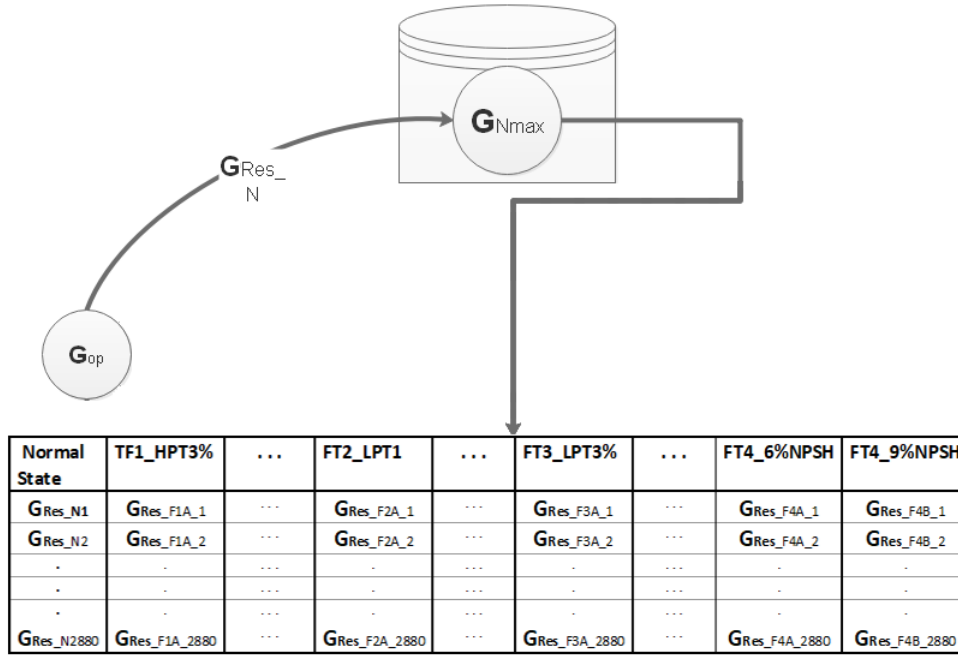 GNmax
GRes_
N
Gop
Normal State TF1_HPT3% ... FT2_LPT1 ... FT3_LPT3% ... FT4_6%NPSH FT4_9%NPSH
GRes_N1 GRes_F1A_1 ... GRes_F2A_1 ... GRes_F3A_1 ... GRes_F4A_1 GRes_F4B_1
GRes_N2 GRes_F1A_2 ... GRes_F2A_2 ... GRes_F3A_2 ... GRes_F4A_2 GRes_F4B_2
. . ... . ... . ... . .
. . ... . ... . ... . .
. . ... . ... . ... . .
GRes_N2880 GRes_F1A_2880 ... GRes_F2A_2880 ... GRes_F3A_2880 ... GRes_F4A_2880 GRes_F4B_2880